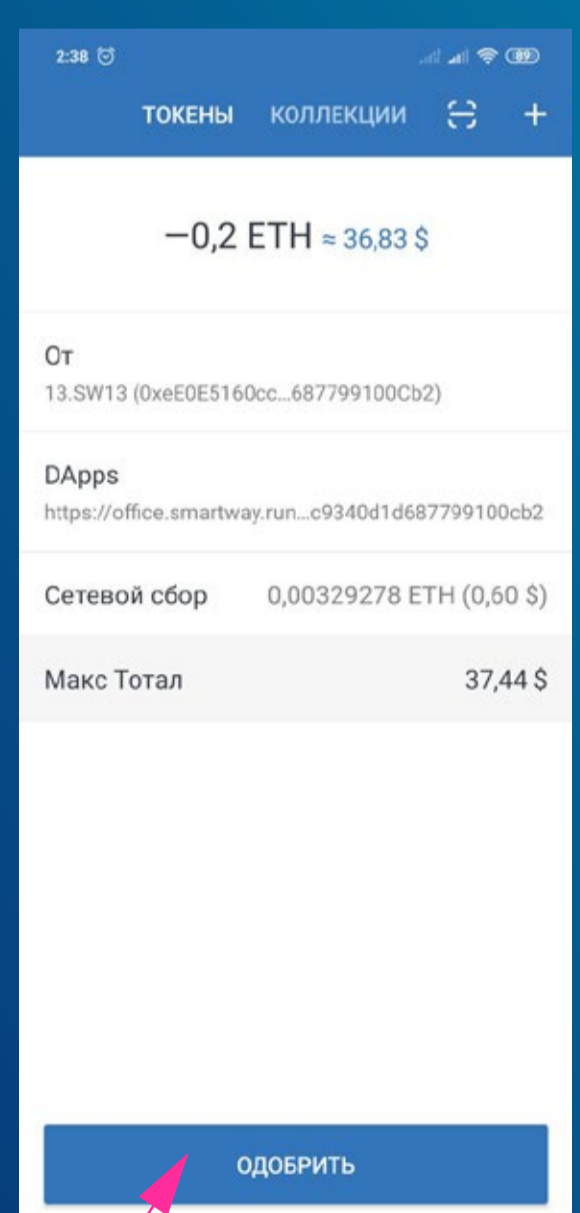 2:38
89
ТОКЕНЫ КОЛЛЕКЦИИ
−0,2 ETH ≈ 36,83 $
От
13.SW13 (0xeE0E5160cc...687799100Cb2)
DApps
https://office.smartway.run...c9340d1d687799100cb2
Сетевой сбор 0,00329278 ETH (0,60 $)
Макс Тотал 37,44 $
ОДОБРИТЬ